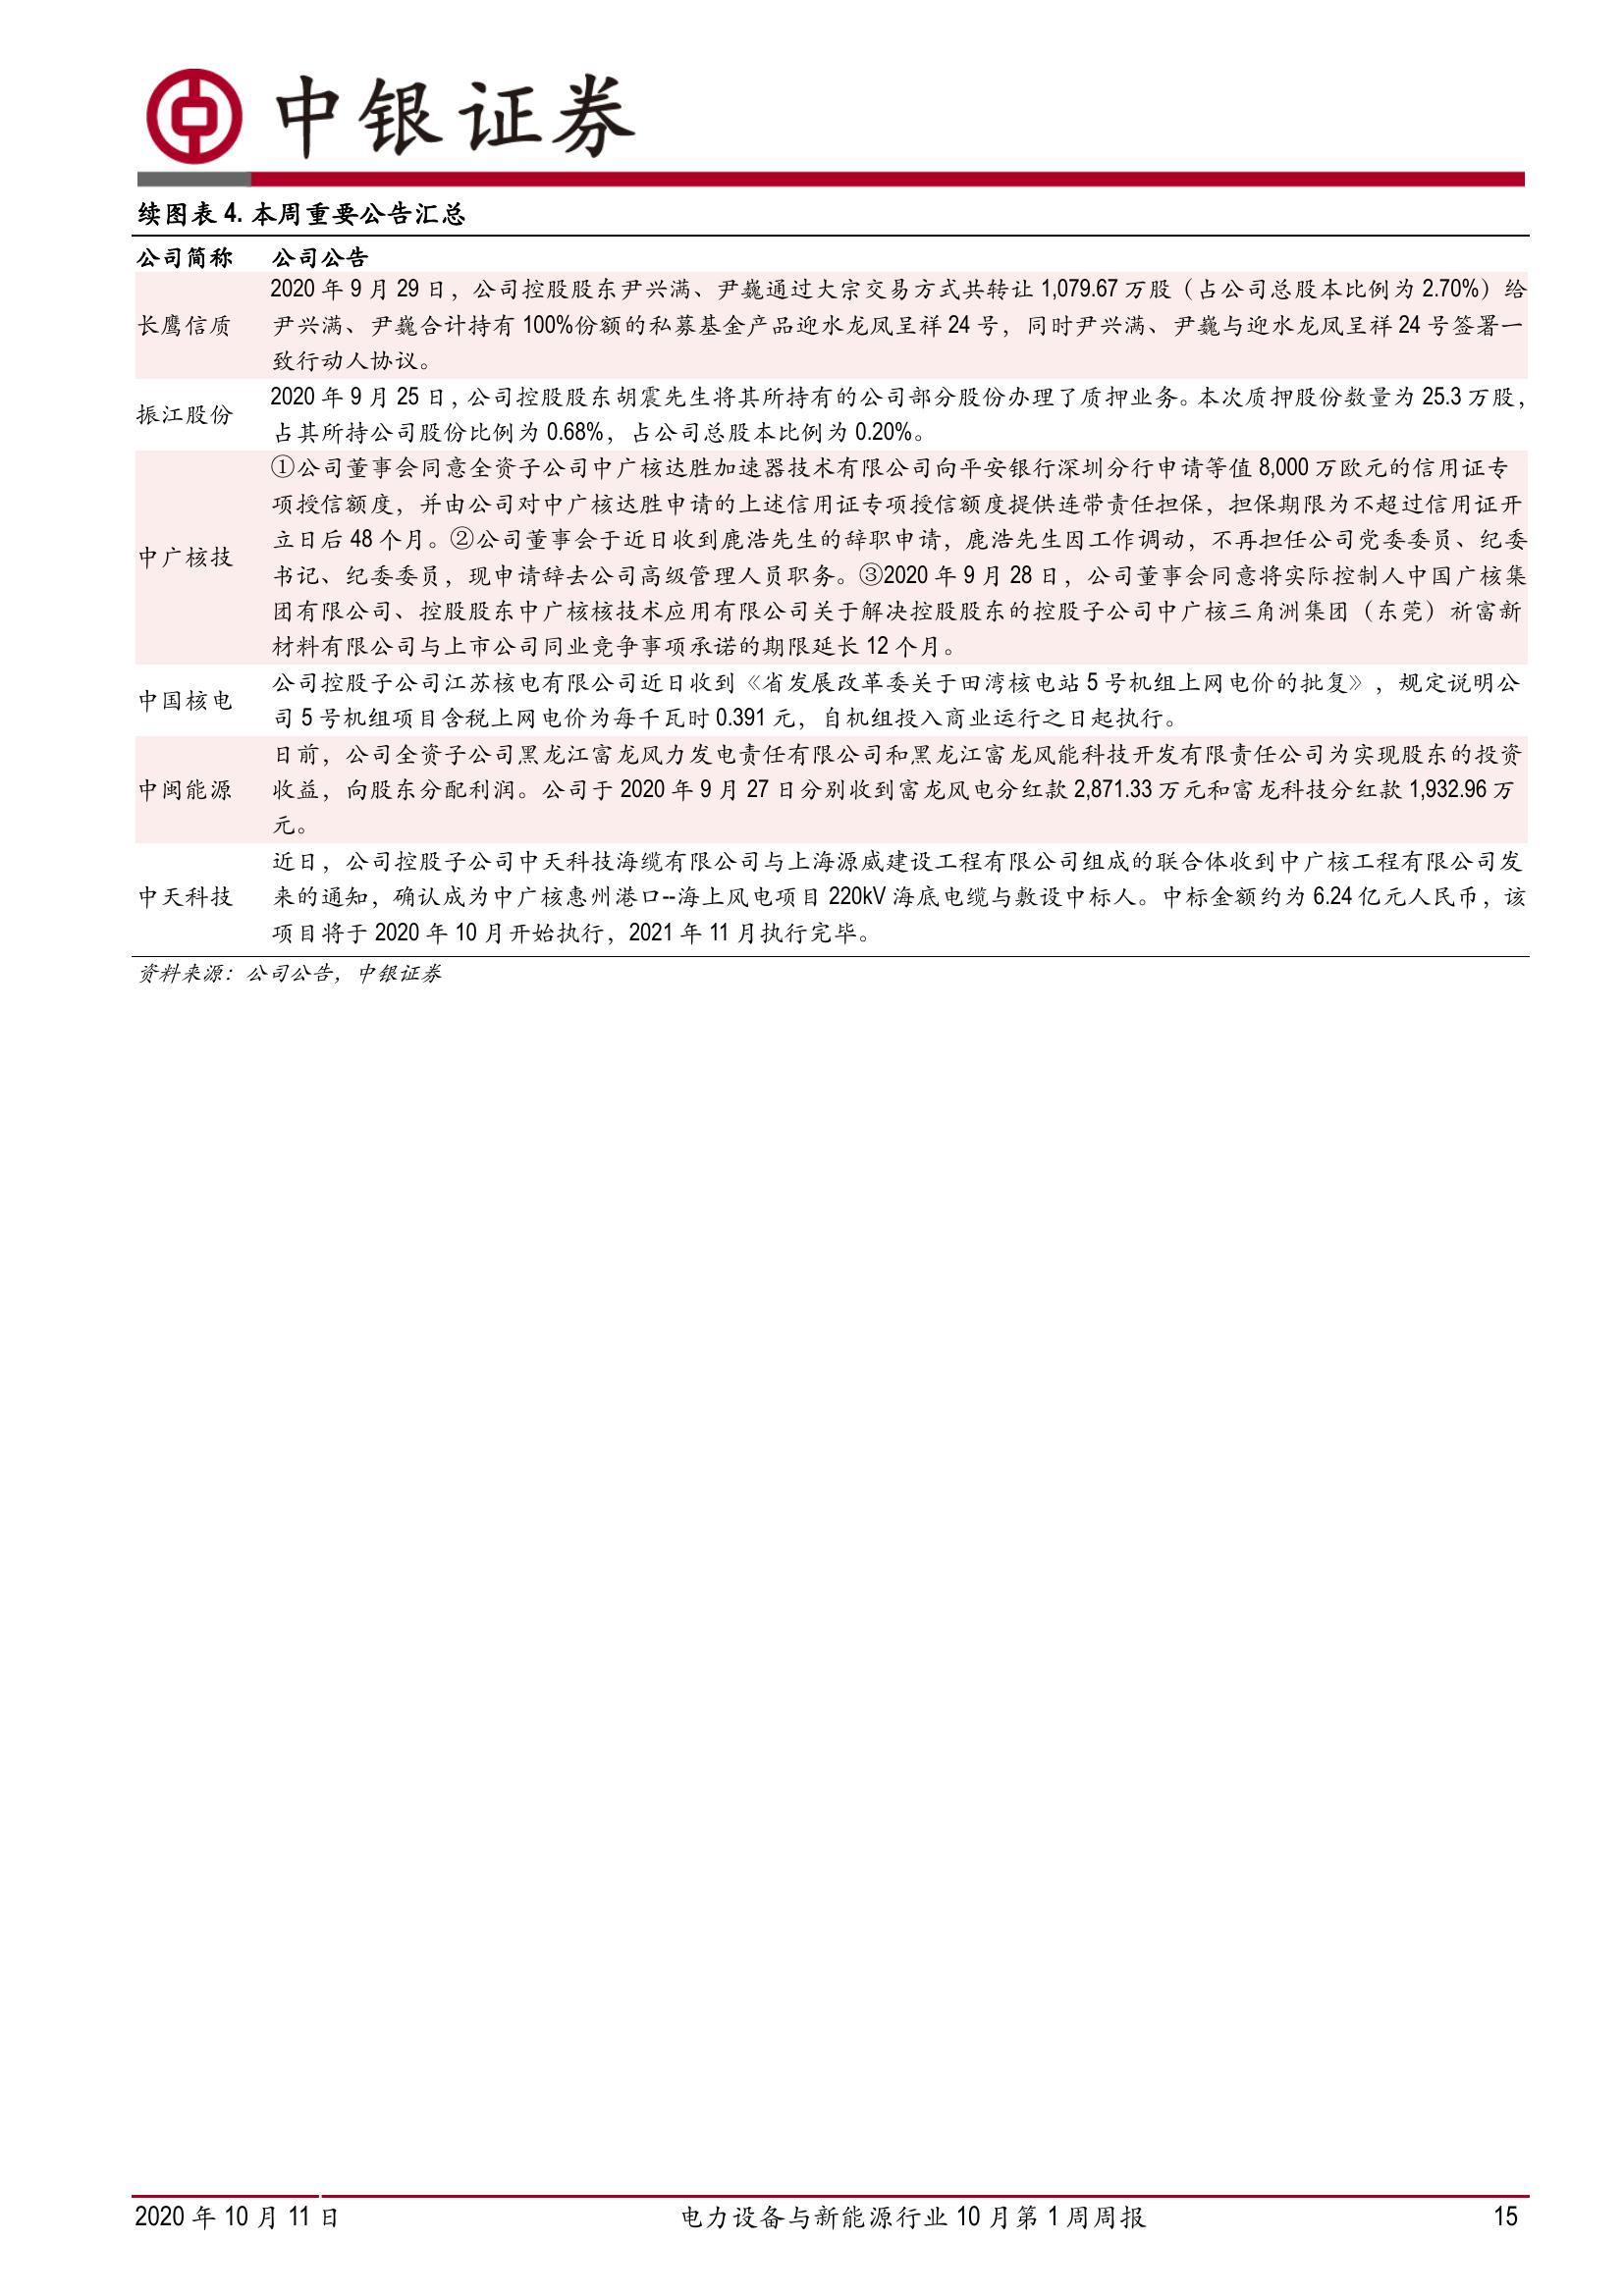 中银证券
续图表 4. 本周重要公告汇总
公司简称 公司公告
2020 年 9 月 29 日，公司控股股东尹兴满、尹巍通过大宗交易方式共转让 1,079.67 万股（占公司总股本比例为 2.70%）给
长鹰信质 尹兴满、尹巍合计持有 100%份额的私募基金产品迎水龙凤呈祥 24 号，同时尹兴满、尹巍与迎水龙凤呈祥 24 号签署一
致行动人协议。
2020 年 9 月 25 日，公司控股股东胡震先生将其所持有的公司部分股份办理了质押业务。本次质押股份数量为 25.3 万股，
振江股份
占其所持公司股份比例为 0.68%，占公司总股本比例为 0.20%。
①公司董事会同意全资子公司中广核达胜加速器技术有限公司向平安银行深圳分行申请等值 8,000 万欧元的信用证专
项授信额度，并由公司对中广核达胜申请的上述信用证专项授信额度提供连带责任担保，担保期限为不超过信用证开
立日后 48 个月。②公司董事会于近日收到鹿浩先生的辞职申请，鹿浩先生因工作调动，不再担任公司党委委员、纪委
中广核技
书记、纪委委员，现申请辞去公司高级管理人员职务。③2020 年 9 月 28 日，公司董事会同意将实际控制人中国广核集
团有限公司、控股股东中广核核技术应用有限公司关于解决控股股东的控股子公司中广核三角洲集团（东莞）祈富新
材料有限公司与上市公司同业竞争事项承诺的期限延长 12 个月。
公司控股子公司江苏核电有限公司近日收到《省发展改革委关于田湾核电站 5 号机组上网电价的批复》，规定说明公
中国核电
司 5 号机组项目含税上网电价为每千瓦时 0.391 元，自机组投入商业运行之日起执行。
日前，公司全资子公司黑龙江富龙风力发电责任有限公司和黑龙江富龙风能科技开发有限责任公司为实现股东的投资
中闽能源 收益，向股东分配利润。公司于 2020 年 9 月 27 日分别收到富龙风电分红款 2,871.33 万元和富龙科技分红款 1,932.96 万
元。
近日，公司控股子公司中天科技海缆有限公司与上海源威建设工程有限公司组成的联合体收到中广核工程有限公司发
中天科技 来的通知，确认成为中广核惠州港口--海上风电项目 220kV 海底电缆与敷设中标人。中标金额约为 6.24 亿元人民币，该
项目将于 2020 年 10 月开始执行，2021 年 11 月执行完毕。
资料来源：公司公告，中银证券
2020 年 10 月 11 日 电力设备与新能源行业 10 月第 1 周周报 15